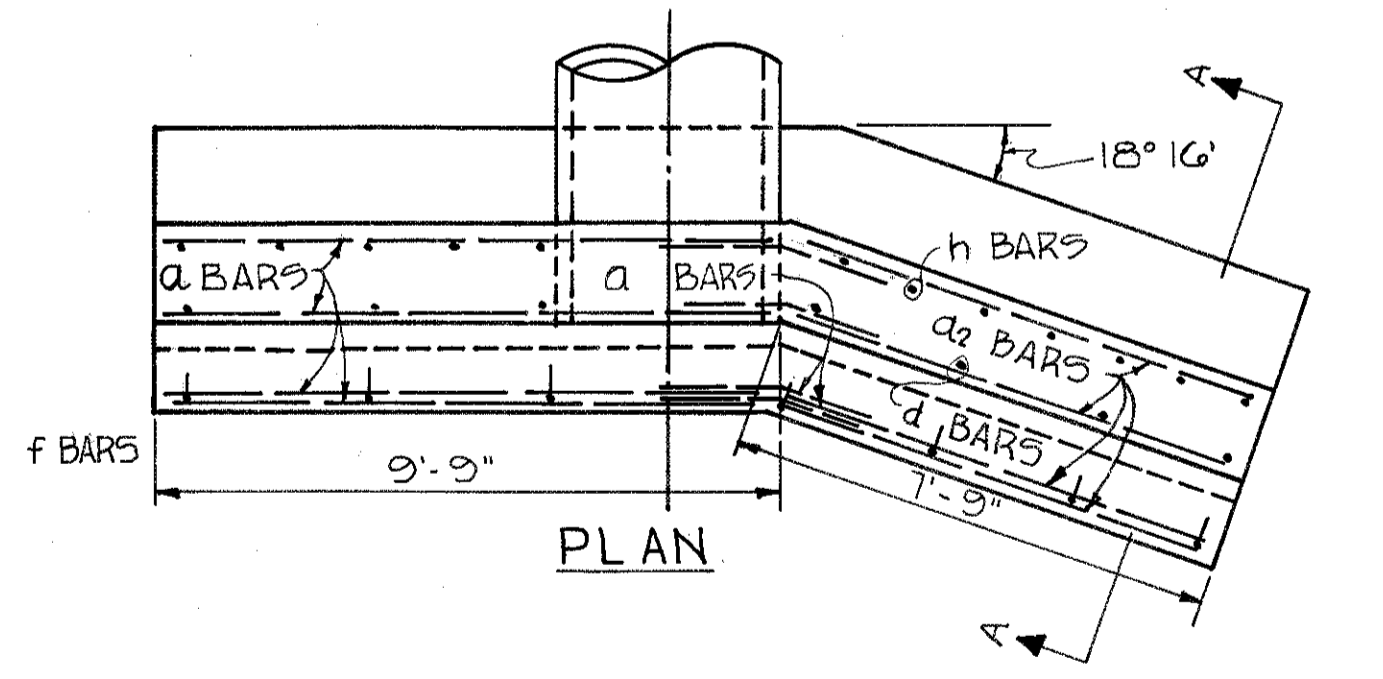 A
18° 16'
h BARS
a BARS
a BARS
a2 BARS
d BARS
f BARS
9'-9"
7'-9"
PLAN
A